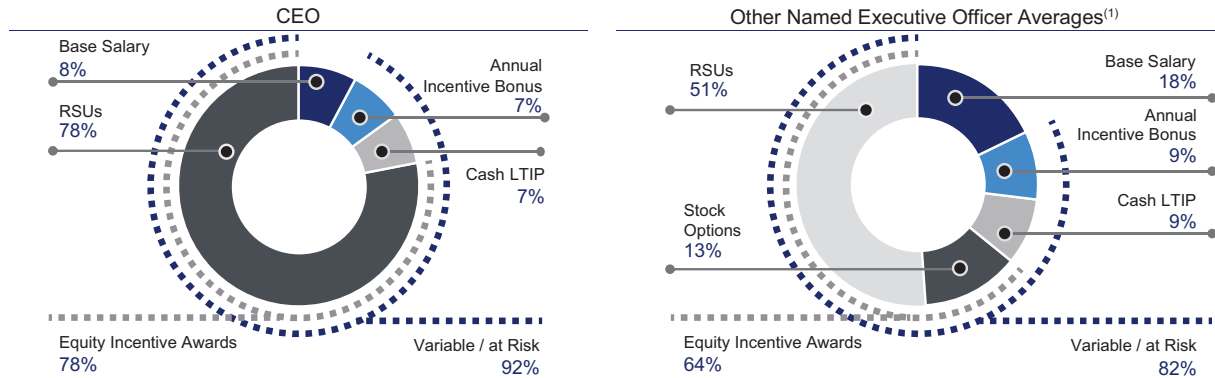 CEO
Base Salary
8%
RSUs
78%
Annual
Incentive Bonus
7%
Cash LTIP
7%
Equity Incentive Awards
78%
Variable / at Risk
92%
Other Named Executive Officer Averages(1)
RSUs
51%
Base Salary
18%
Annual
Incentive Bonus
9%
Cash LTIP
9%
Stock
Options
13%
Equity Incentive Awards
64%
Variable / at Risk
82%